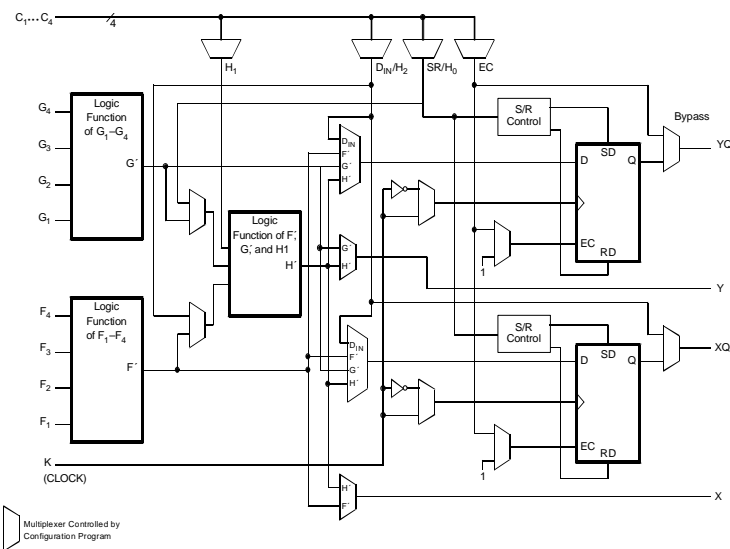 C1...C4
4
H1
DIN/H2
SR/H0
EC
G4
G3
G2
G1
Logic
Function
of G1–G4
G'
Logic
Function of F',
G', and H1
H'
DIN
F'
G'
H'
S/R
Control
Bypass
D
SD
Q
EC
RD
1
YQ
G'
H'
Y
F4
F3
F2
F1
Logic
Function
of F1–F4
F'
DIN
F'
G'
H'
S/R
Control
D
SD
Q
EC
RD
1
XQ
K
(CLOCK)
H'
F'
X
Multiplexer Controlled by
Configuration Program